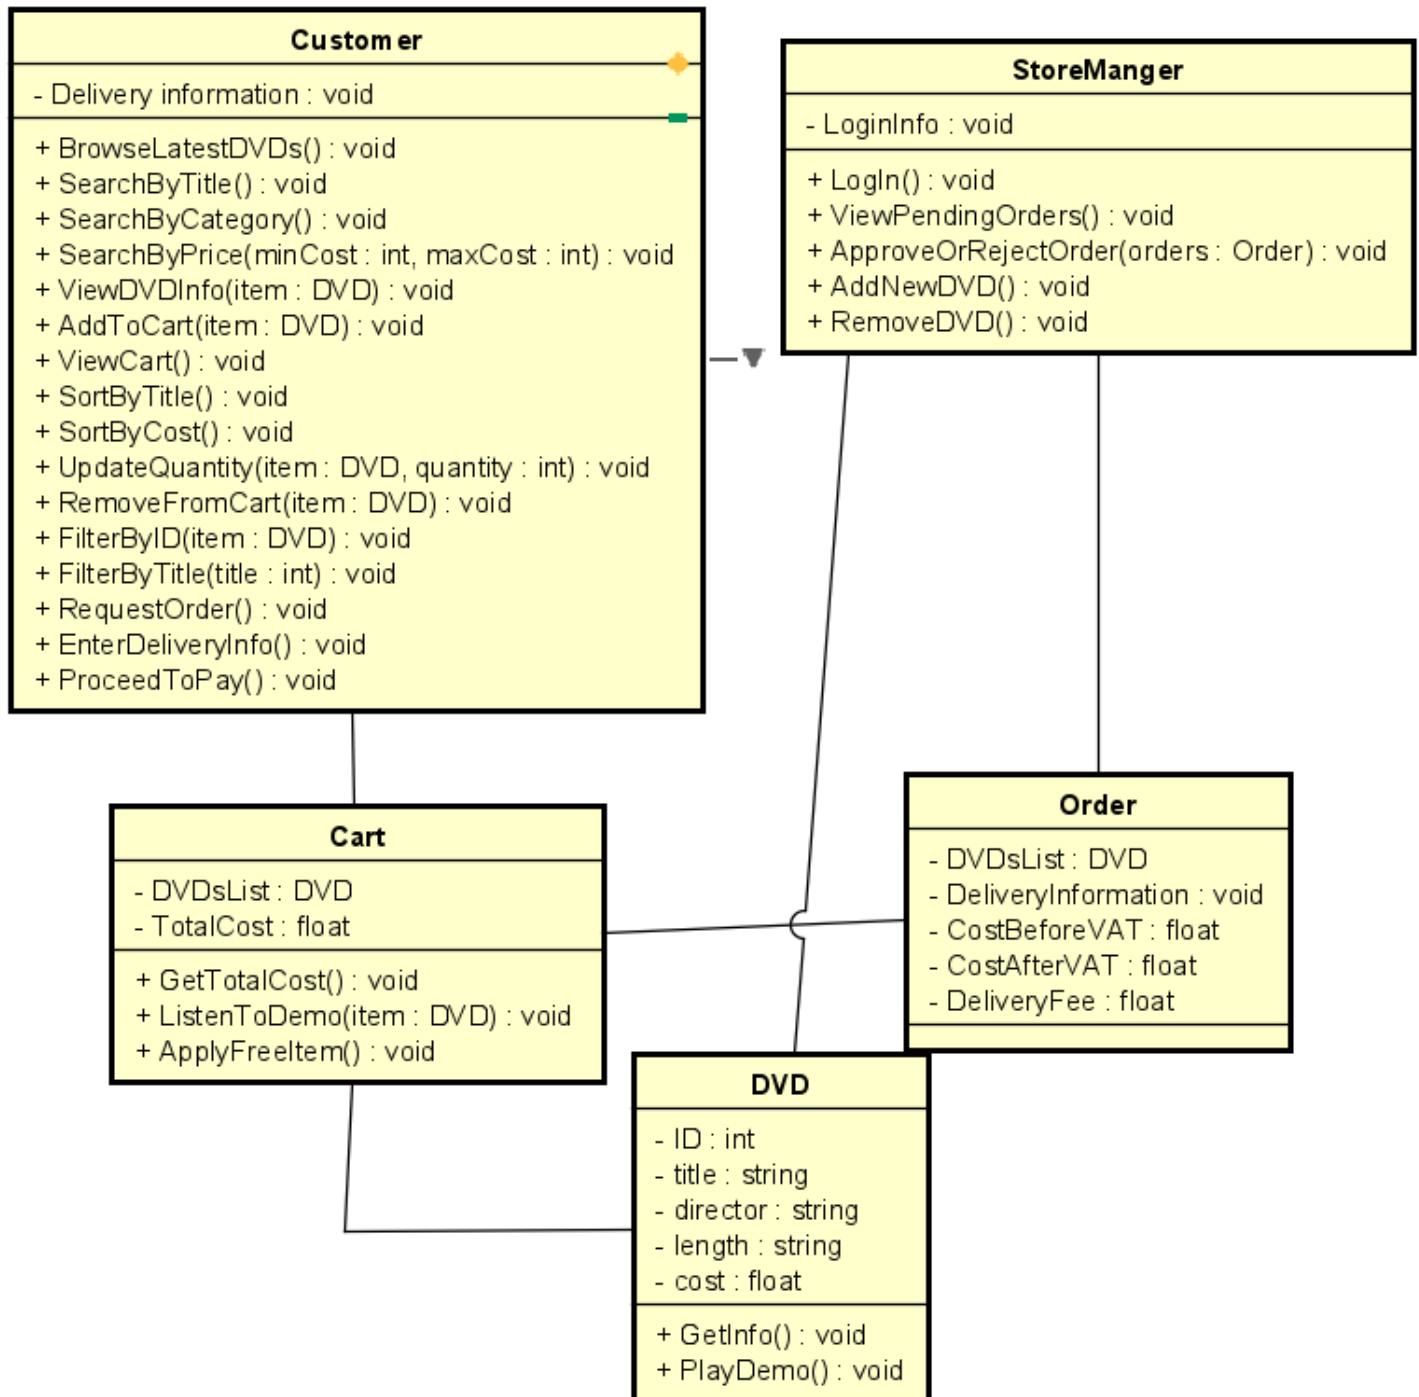 Customer
- Delivery information : void
+ BrowseLatestDVDs() : void
+ SearchByTitle() : void
+ SearchByCategory() : void
+ SearchByPrice(minCost : int, maxCost : int) : void
+ ViewDVDInfo(item : DVD) : void
+ AddToCart(item : DVD) : void
+ ViewCart() : void
+ SortByTitle() : void
+ SortByCost() : void
+ UpdateQuantity(item : DVD, quantity : int) : void
+ RemoveFromCart(item : DVD) : void
+ FilterByID(item : DVD) : void
+ FilterByTitle(title : int) : void
+ RequestOrder() : void
+ EnterDeliveryInfo() : void
+ ProceedToPay() : void
StoreManger
- LoginInfo : void
+ LogIn() : void
+ ViewPendingOrders() : void
+ ApproveOrRejectOrder(orders : Order) : void
+ AddNewDVD() : void
+ RemoveDVD() : void
Cart
- DVDsList : DVD
- TotalCost : float
+ GetTotalCost() : void
+ ListenToDemo(item : DVD) : void
+ ApplyFreeItem() : void
Order
- DVDsList : DVD
- DeliveryInformation : void
- CostBeforeVAT : float
- CostAfterVAT : float
- DeliveryFee : float
DVD
- ID : int
- title : string
- director : string
- length : string
- cost : float
+ GetInfo() : void
+ PlayDemo() : void